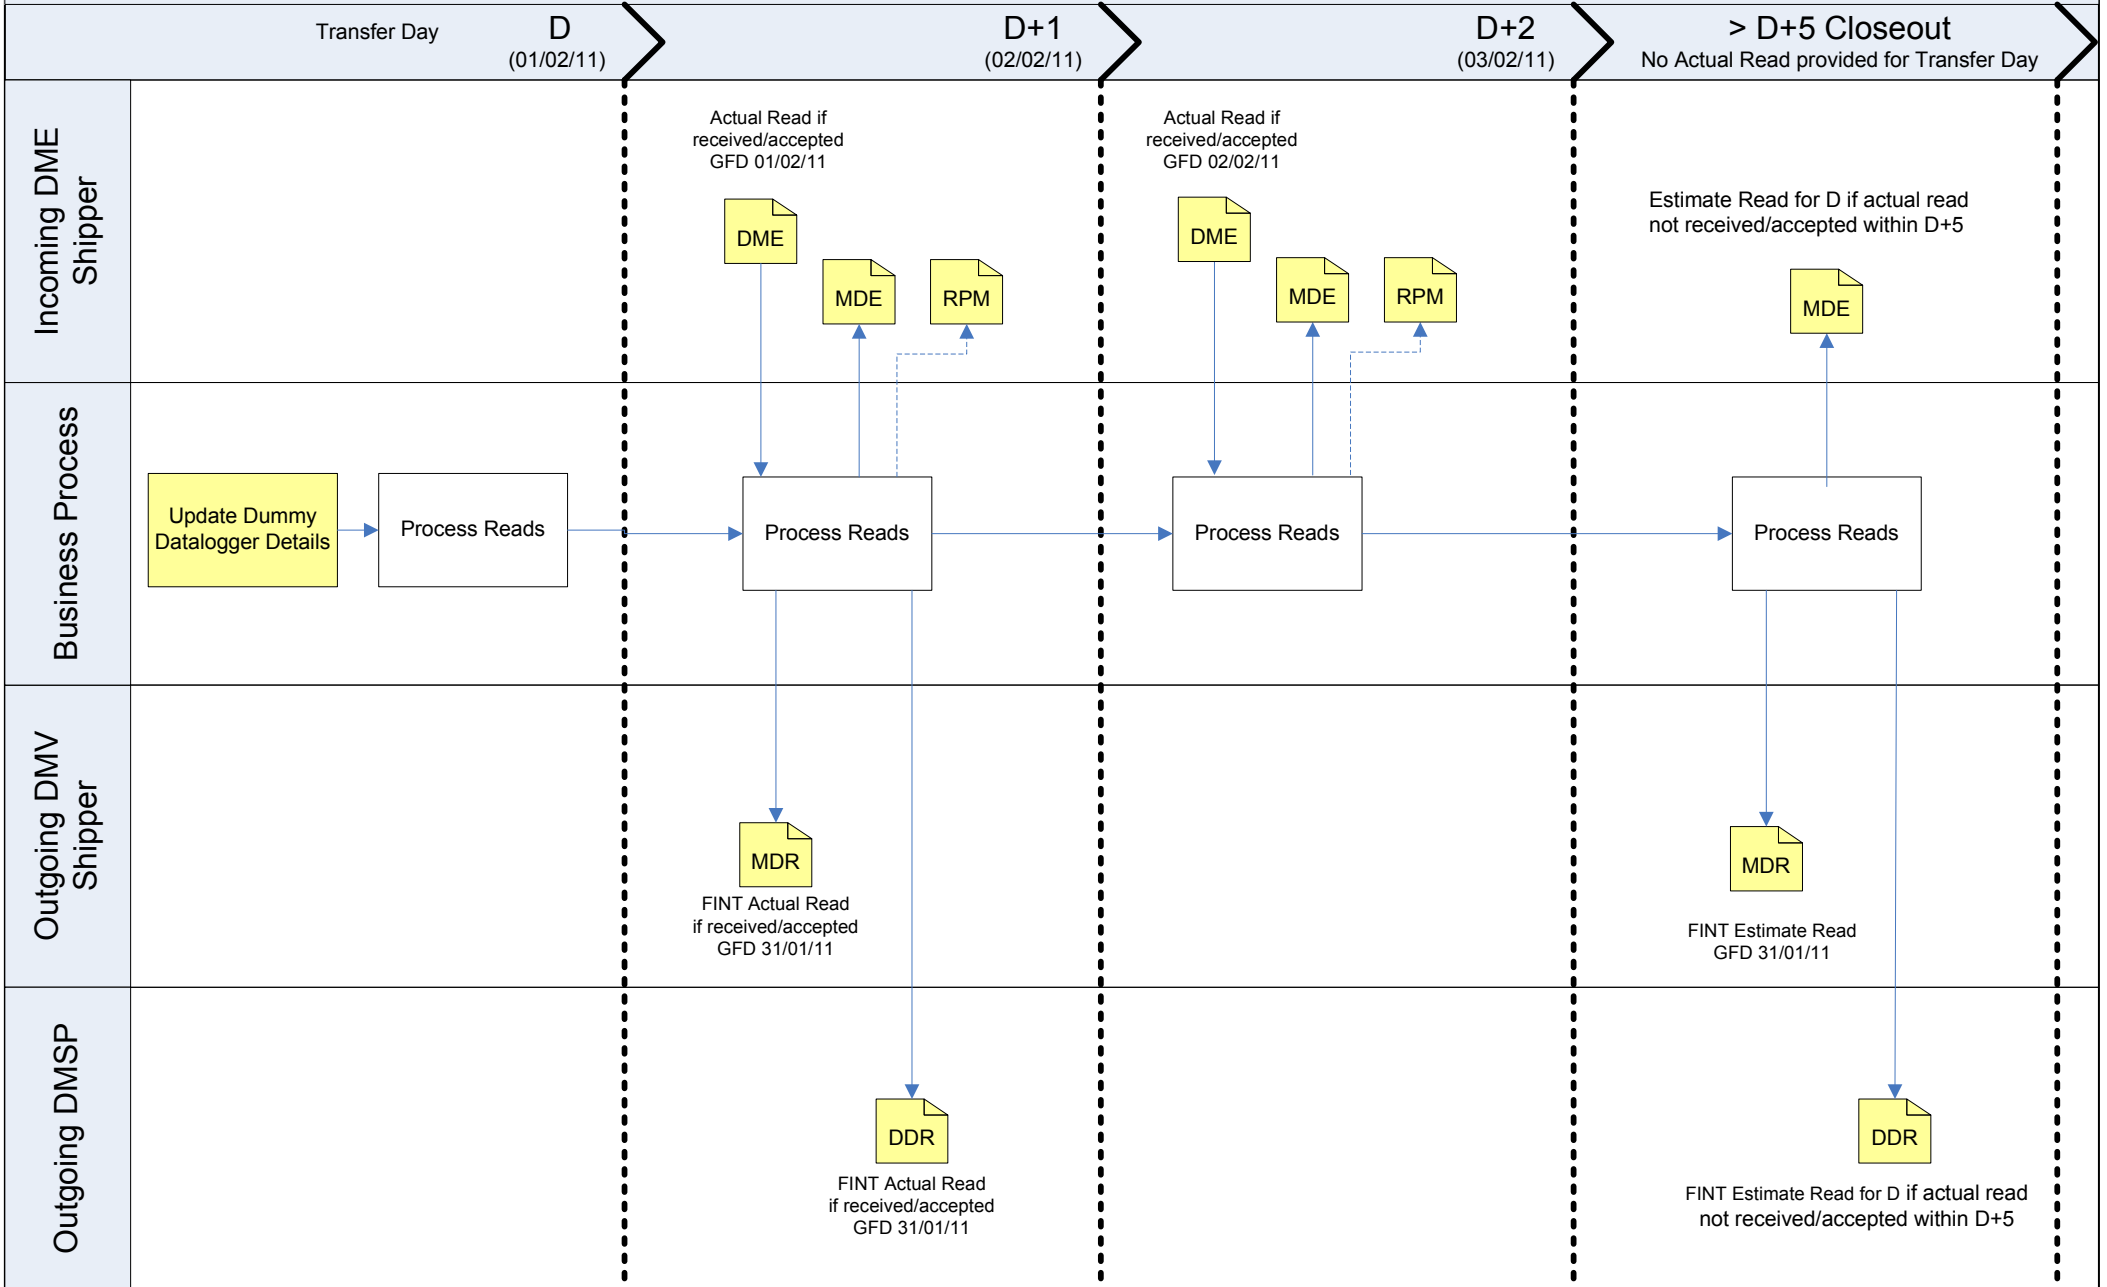 Transfer Day
D
(01/02/11)
D+1
(02/02/11)
D+2
(03/02/11)
> D+5 Closeout
No Actual Read provided for Transfer Day
Incoming DME
Shipper
Actual Read if
received/accepted
GFD 01/02/11
DME
MDE
RPM
Actual Read if
received/accepted
GFD 02/02/11
DME
MDE
RPM
Estimate Read for D if actual read
not received/accepted within D+5
MDE
Business Process
Update Dummy
Datalogger Details
Process Reads
Process Reads
Process Reads
Process Reads
Outgoing DMV
Shipper
MDR
FINT Actual Read
if received/accepted
GFD 31/01/11
MDR
FINT Estimate Read
GFD 31/01/11
Outgoing DMSP
DDR
FINT Actual Read
if received/accepted
GFD 31/01/11
DDR
FINT Estimate Read for D if actual read
not received/accepted within D+5